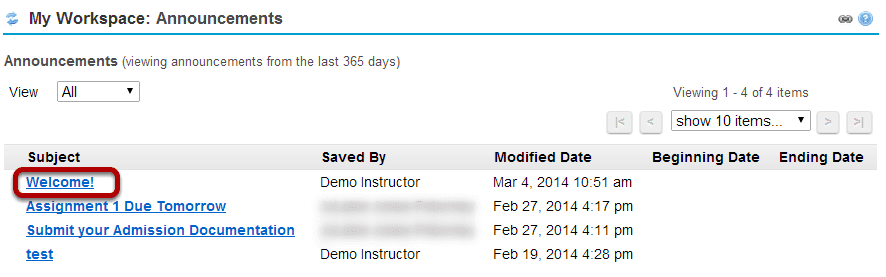 My Workspace: Announcements
Announcements (viewing announcements from the last 365 days)
View All Viewing 1 - 4 of 4 items
|< < show 10 items... > >|
Subject Saved By Modified Date Beginning Date Ending Date
Welcome! Demo Instructor Mar 4, 2014 10:51 am
Assignment 1 Due Tomorrow Feb 27, 2014 4:17 pm
Submit your Admission Documentation Feb 27, 2014 4:11 pm
test Demo Instructor Feb 19, 2014 4:28 pm